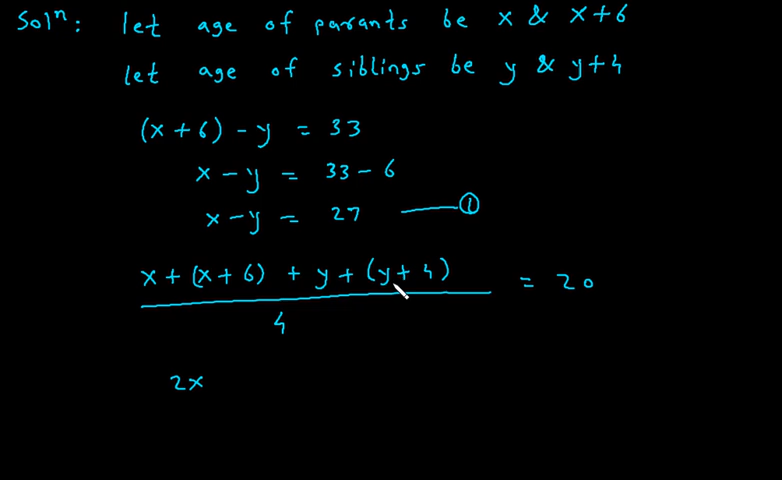 Solⁿ: let age of parants be x & x+6
let age of siblings be y & y+4
(x+6) - y = 33
x - y = 33 - 6
x - y = 27 —— ①
x + (x+6) + y + (y+4) = 20
4
2x